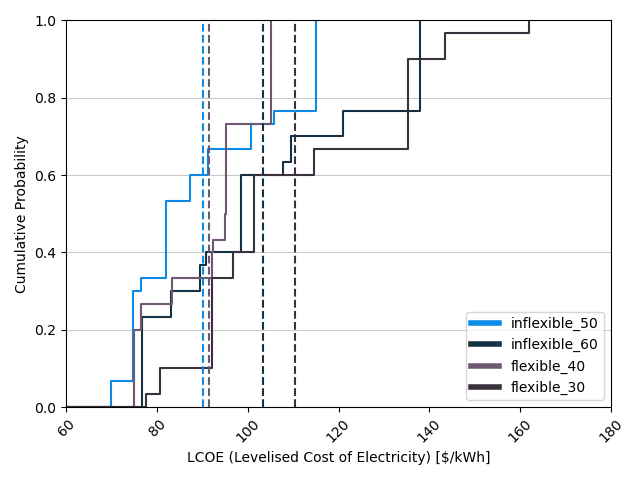 1.0
0.8
0.6
0.4
0.2
0.0
Cumulative Probability
inflexible_50
inflexible_60
flexible_40
flexible_30
60
80
100
120
140
160
180
LCOE (Levelised Cost of Electricity) [$/kWh]